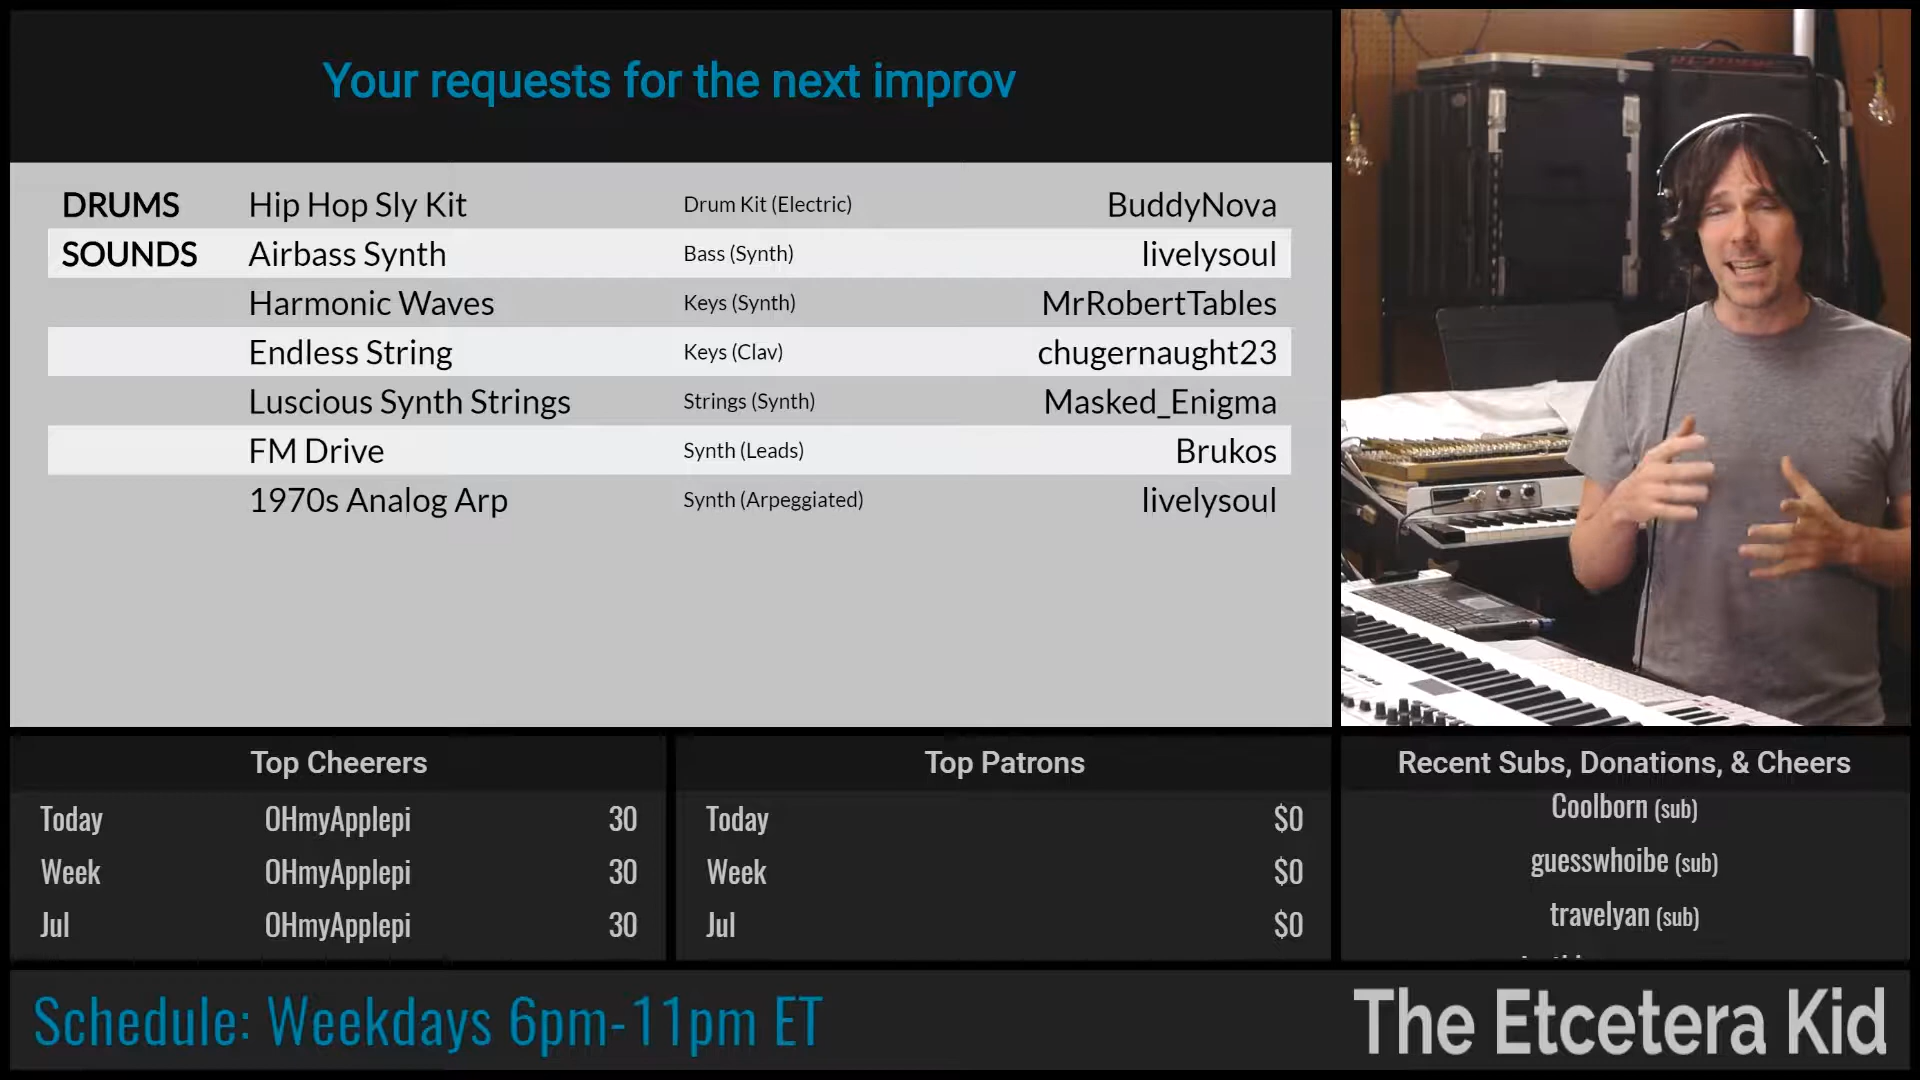 Your requests for the next improv
DRUMS Hip Hop Sly Kit Drum Kit (Electric) BuddyNova
SOUNDS Airbass Synth Bass (Synth) livelysoul
Harmonic Waves Keys (Synth) MrRobertTables
Endless String Keys (Clav) chugernaught23
Luscious Synth Strings Strings (Synth) Masked_Enigma
FM Drive Synth (Leads) Brukos
1970s Analog Arp Synth (Arpeggiated) livelysoul
Top Cheerers
Today OHmyApplepi 30
Week OHmyApplepi 30
Jul OHmyApplepi 30
Top Patrons
Today $0
Week $0
Jul $0
Recent Subs, Donations, & Cheers
Coolborn (sub)
guesswhoibe (sub)
travelyan (sub)
Schedule: Weekdays 6pm-11pm ET
The Etcetera Kid